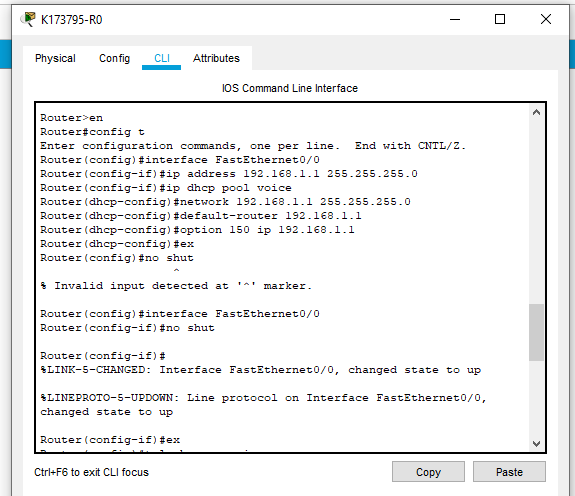 K173795-R0
Physical Config CLI Attributes
IOS Command Line Interface
Router>en
Router#config t
Enter configuration commands, one per line.  End with CNTL/Z.
Router(config)#interface FastEthernet0/0
Router(config-if)#ip address 192.168.1.1 255.255.255.0
Router(config-if)#ip dhcp pool voice
Router(dhcp-config)#network 192.168.1.1 255.255.255.0
Router(dhcp-config)#default-router 192.168.1.1
Router(dhcp-config)#option 150 ip 192.168.1.1
Router(dhcp-config)#ex
Router(config)#no shut
^
% Invalid input detected at '^' marker.
Router(config)#interface FastEthernet0/0
Router(config-if)#no shut
Router(config-if)#
%LINK-5-CHANGED: Interface FastEthernet0/0, changed state to up
%LINEPROTO-5-UPDOWN: Line protocol on Interface FastEthernet0/0,
changed state to up
Router(config-if)#ex
Ctrl+F6 to exit CLI focus
Copy Paste